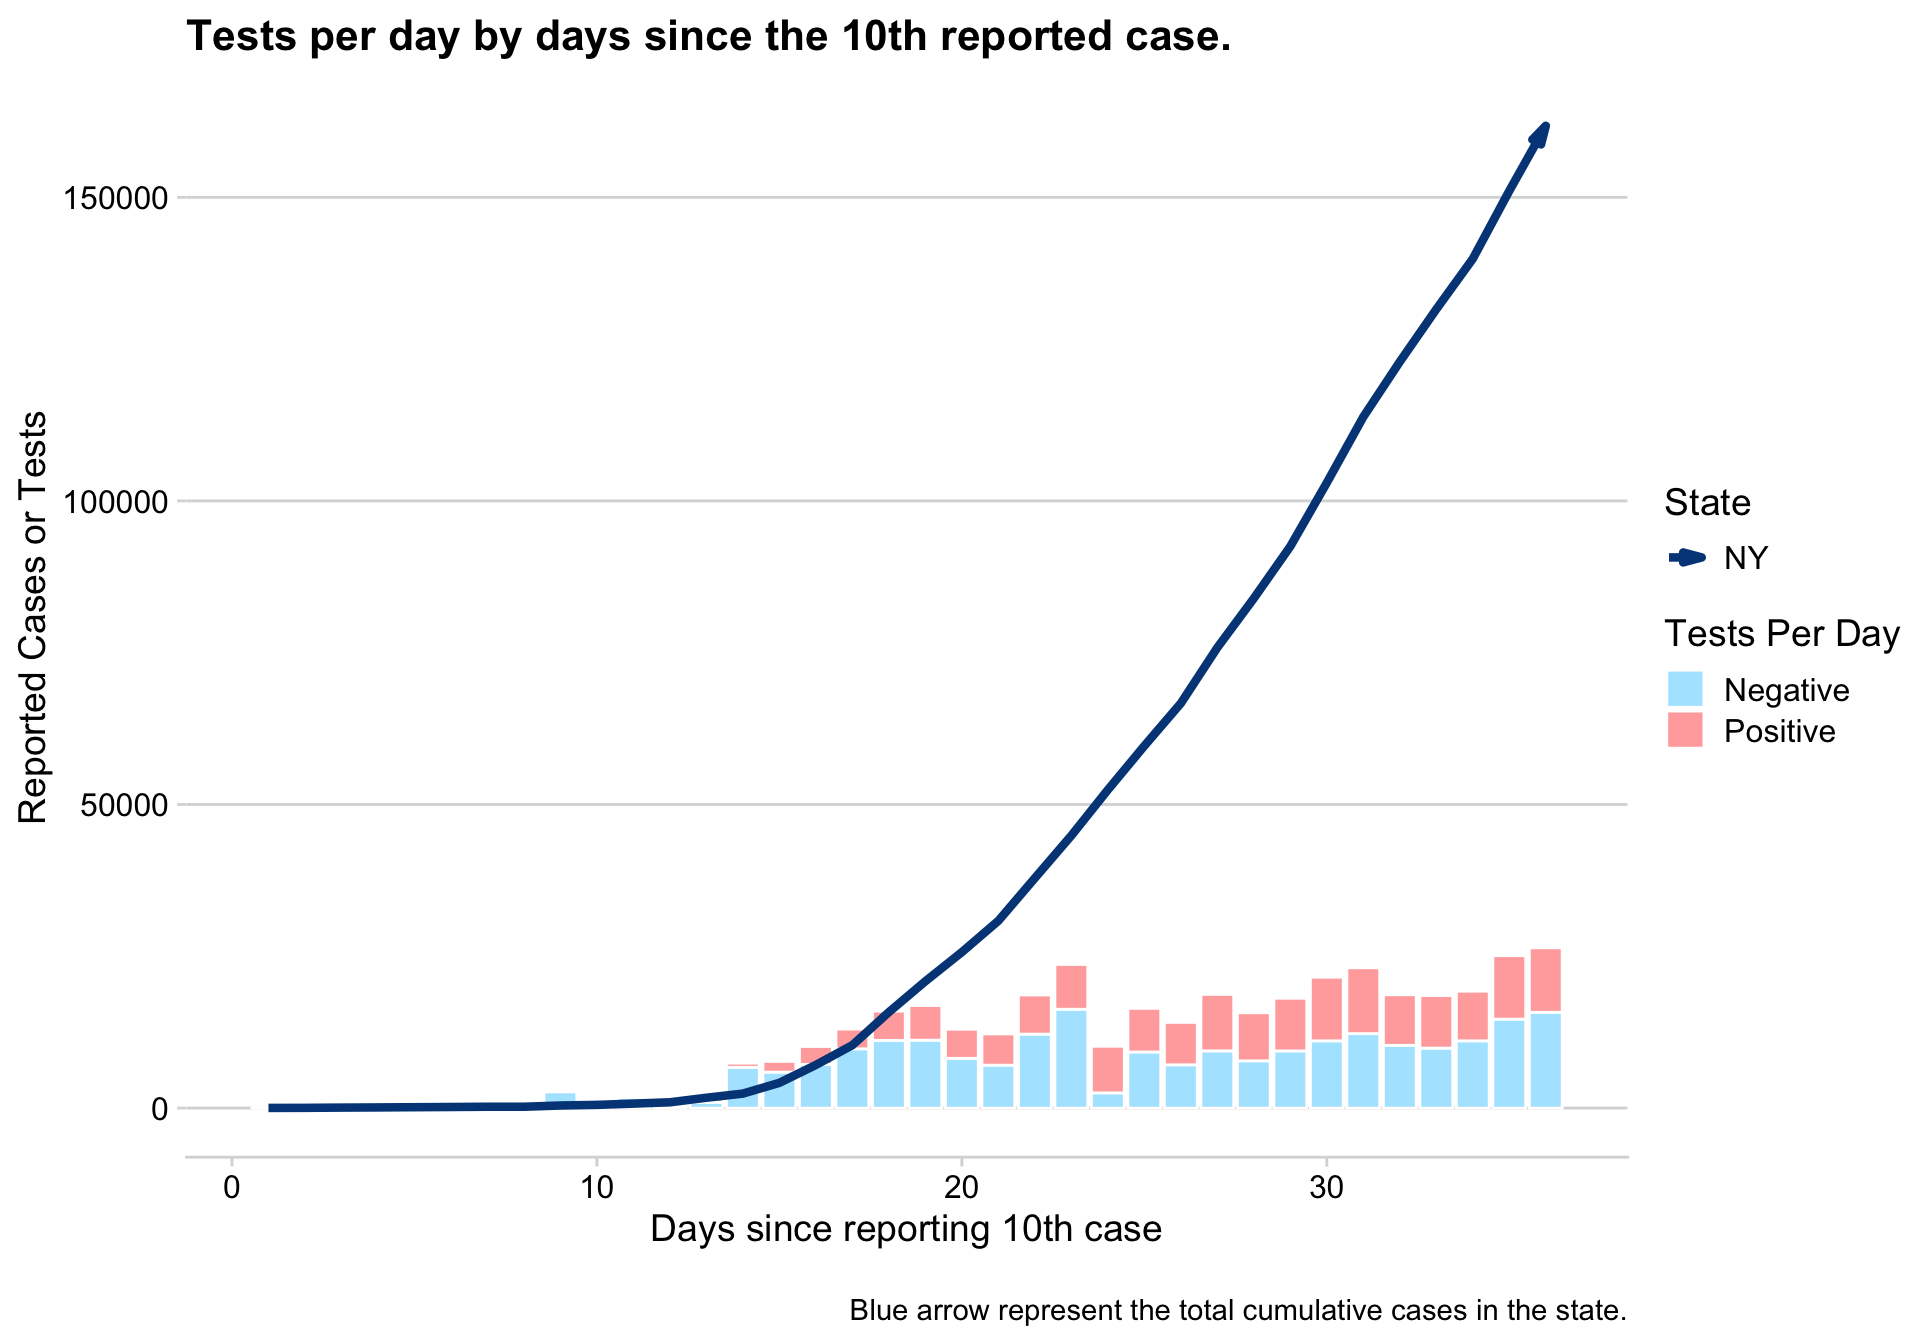 Tests per day by days since the 10th reported case.
150000
100000
50000
0
Reported Cases or Tests
0 10 20 30
Days since reporting 10th case
State
NY
Tests Per Day
Negative
Positive
Blue arrow represent the total cumulative cases in the state.